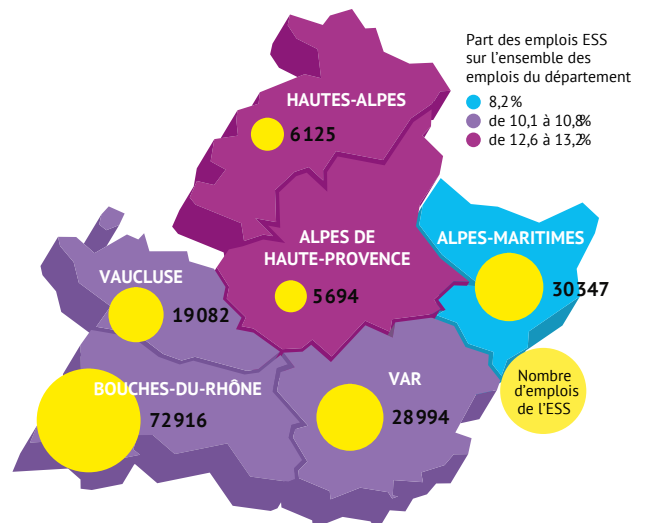 Part des emplois ESS
sur l'ensemble des
emplois du département
8,2%
de 10,1 à 10,8%
de 12,6 à 13,2%
HAUTES-ALPES
6125
ALPES DE
HAUTE-PROVENCE
5694
ALPES-MARITIMES
30347
VAUCLUSE
19082
BOUCHES-DU-RHÔNE
72916
VAR
28994
Nombre
d'emplois
de l'ESS